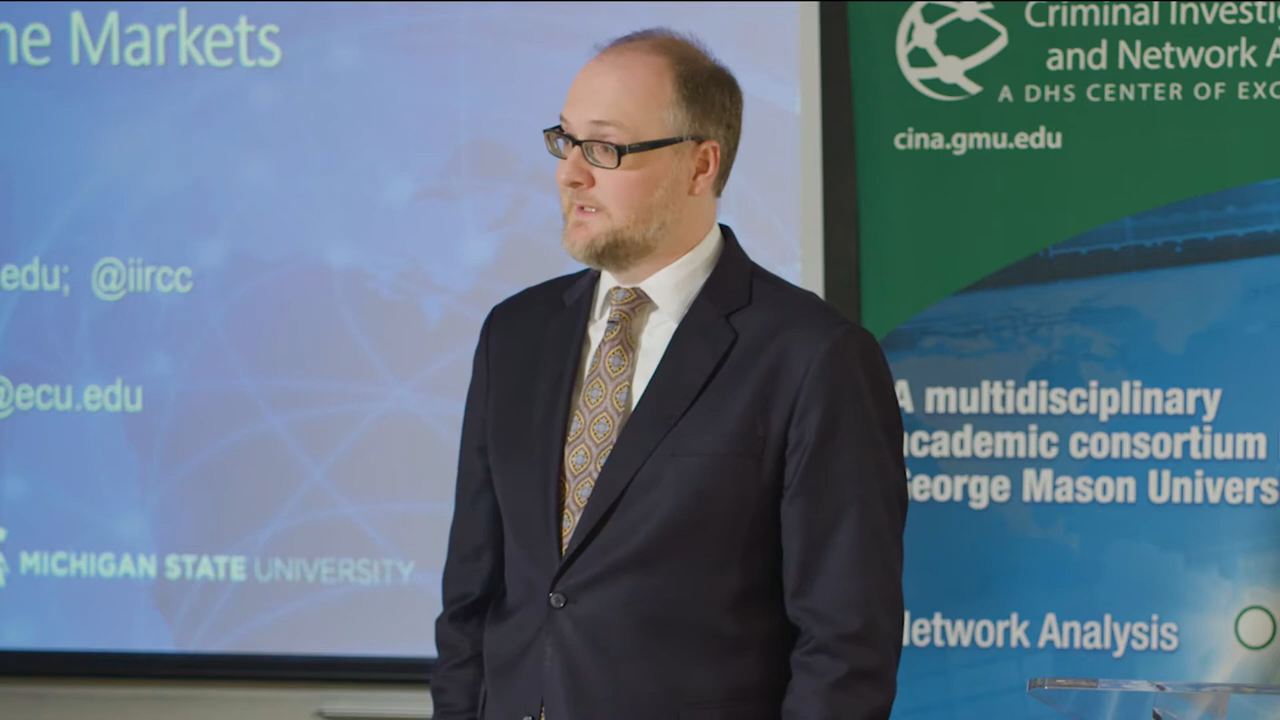 ne Markets
edu; @iircc
@ecu.edu
MICHIGAN STATE UNIVERSITY
Criminal Investig
and Network A
A DHS CENTER OF EXC
cina.gmu.edu
A multidisciplinary
academic consortium
George Mason Univers
Network Analysis